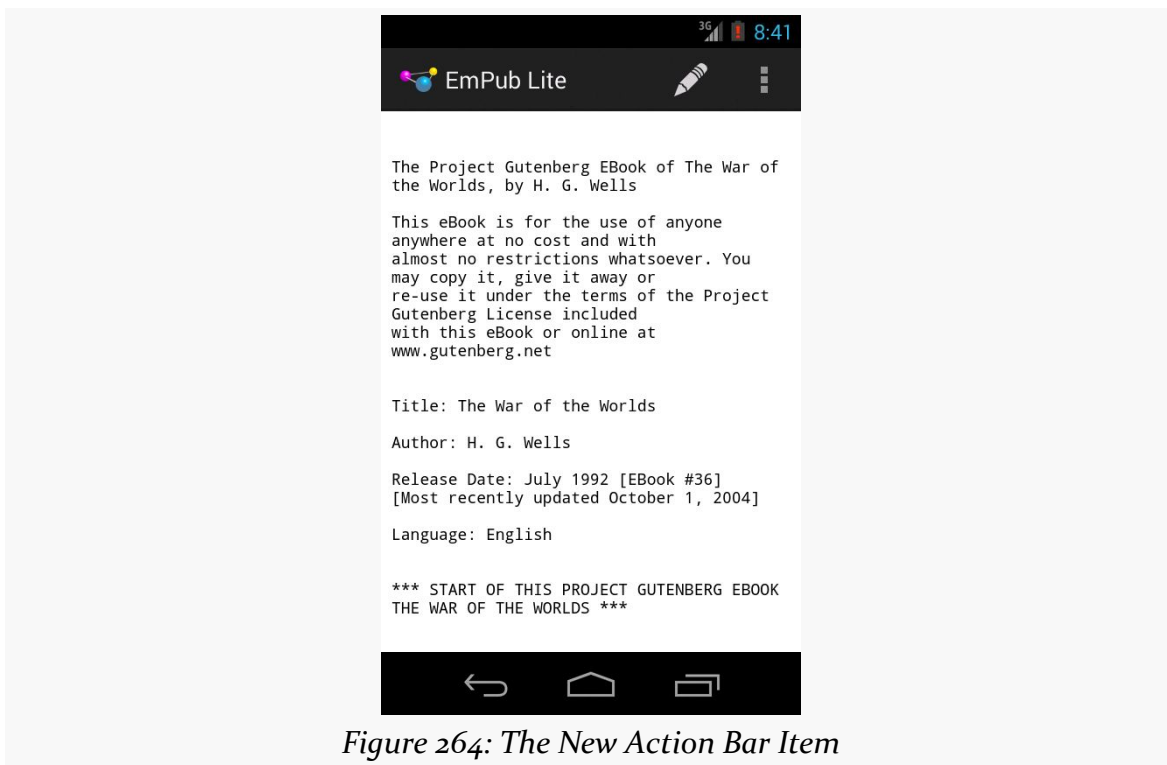 3G 8:41
EmPub Lite
The Project Gutenberg EBook of The War of
the Worlds, by H. G. Wells
This eBook is for the use of anyone
anywhere at no cost and with
almost no restrictions whatsoever. You
may copy it, give it away or
re-use it under the terms of the Project
Gutenberg License included
with this eBook or online at
www.gutenberg.net
Title: The War of the Worlds
Author: H. G. Wells
Release Date: July 1992 [EBook #36]
[Most recently updated October 1, 2004]
Language: English
*** START OF THIS PROJECT GUTENBERG EBOOK
THE WAR OF THE WORLDS ***
Figure 264: The New Action Bar Item